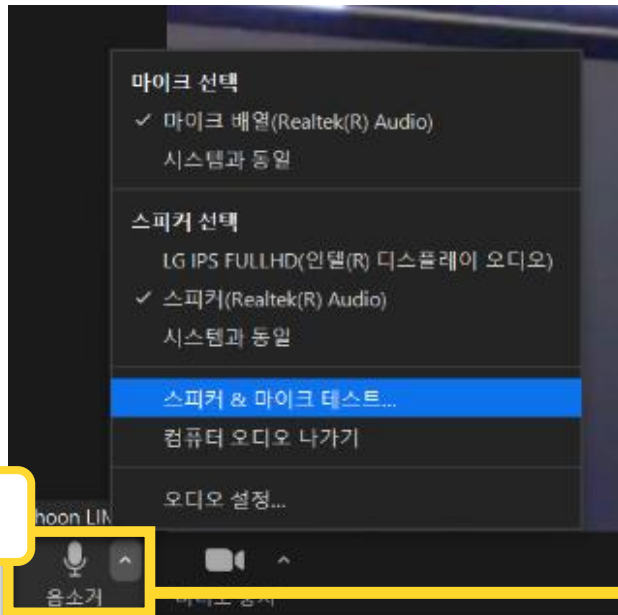 마이크 선택
✓ 마이크 배열(Realtek(R) Audio)
시스템과 동일
스피커 선택
LG IPS FULLHD(인텔(R) 디스플레이 오디오)
✓ 스피커(Realtek(R) Audio)
시스템과 동일
스피커 & 마이크 테스트...
컴퓨터 오디오 나가기
오디오 설정...
hoon LIN
음소거